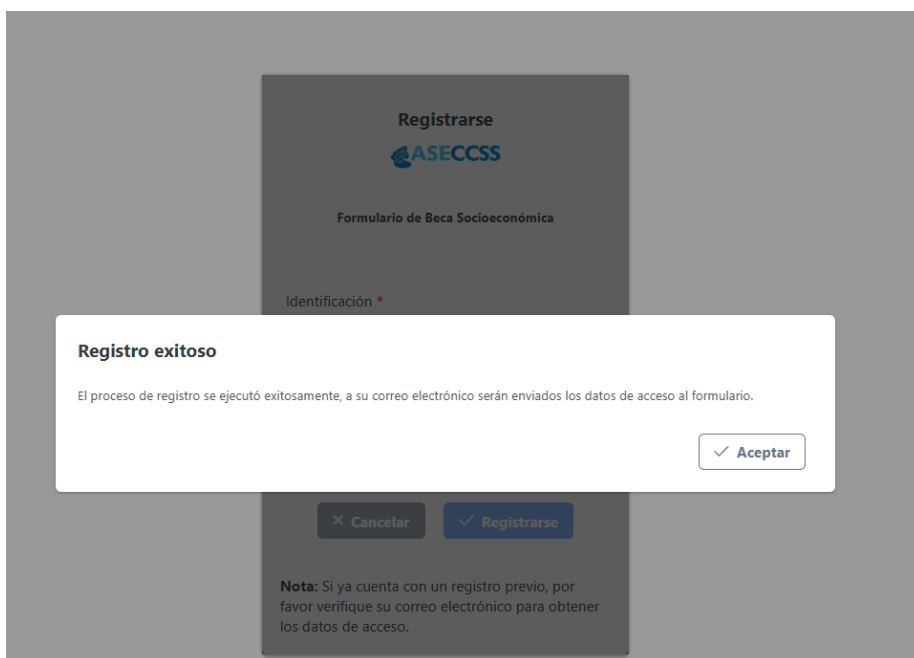 Registrarse
ASECCSS
Formulario de Beca Socioeconómica
Identificación *
Registro exitoso
El proceso de registro se ejecutó exitosamente, a su correo electrónico serán enviados los datos de acceso al formulario.
Aceptar
Cancelar
Registrarse
Nota: Si ya cuenta con un registro previo, por
favor verifique su correo electrónico para obtener
los datos de acceso.